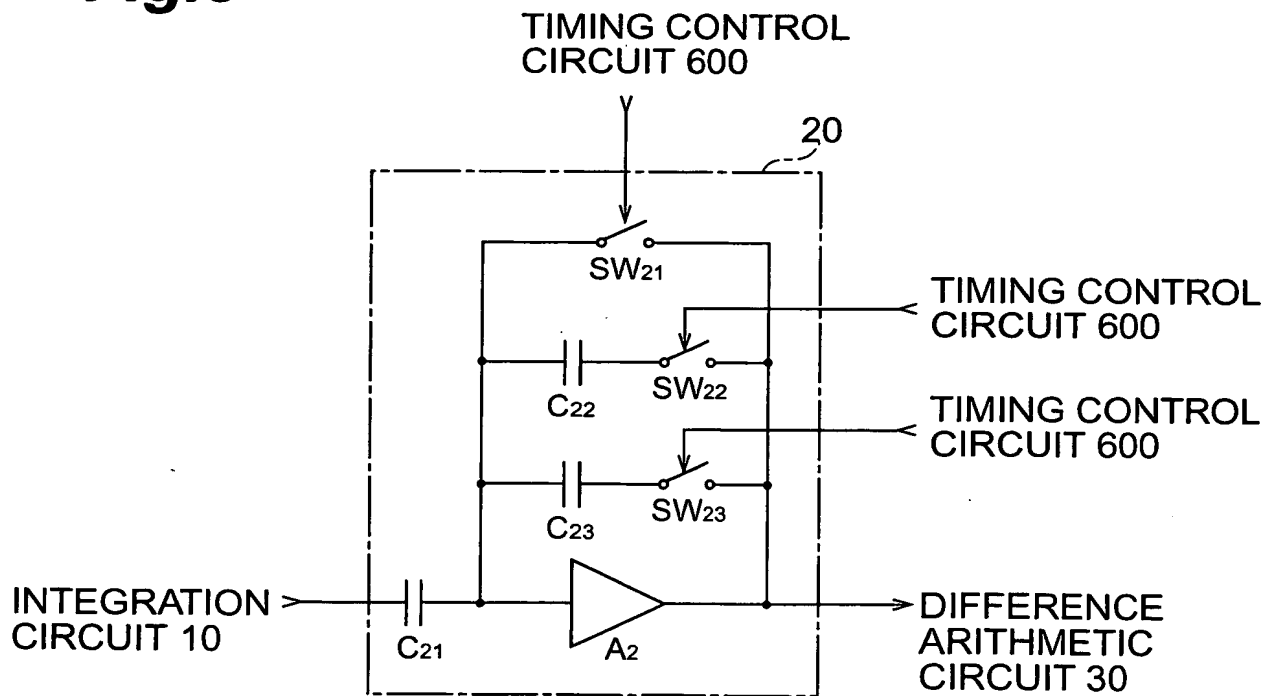 TIMING CONTROL
CIRCUIT 600
20
SW21
TIMING CONTROL
CIRCUIT 600
C22
SW22
TIMING CONTROL
CIRCUIT 600
C23
SW23
INTEGRATION
CIRCUIT 10
C21
A2
DIFFERENCE
ARITHMETIC
CIRCUIT 30